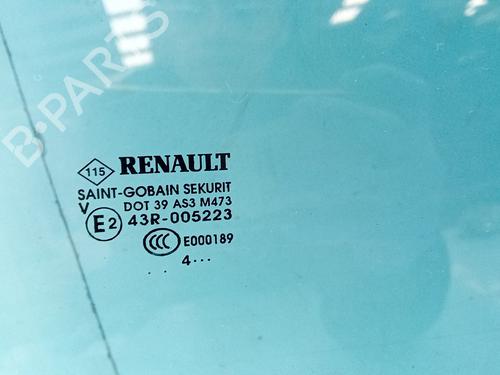 B-PARTS
115 RENAULT
SAINT-GOBAIN SEKURIT
V DOT 39 AS3 M473
E2 43R-005223
CCC E000189
.. 4...